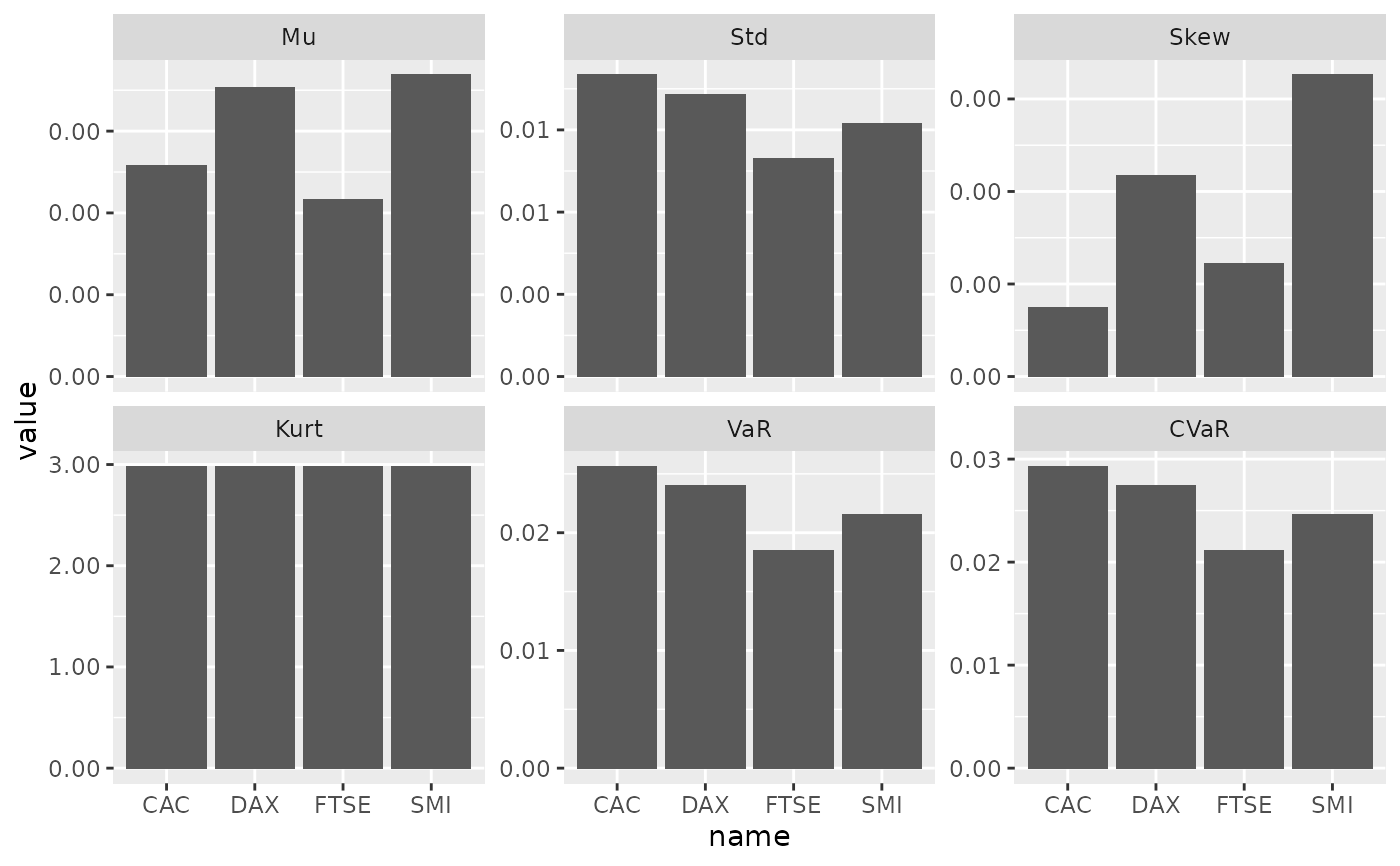 Mu Std Skew
0.00 0.01 0.00
0.00 0.01 0.00
0.00 0.00 0.00
0.00 0.00 0.00
value
Kurt VaR CVaR
3.00 0.02 0.03
2.00 0.01 0.02
1.00 0.00 0.01
0.00 0.00
CAC DAX FTSE SMI CAC DAX FTSE SMI CAC DAX FTSE SMI
name